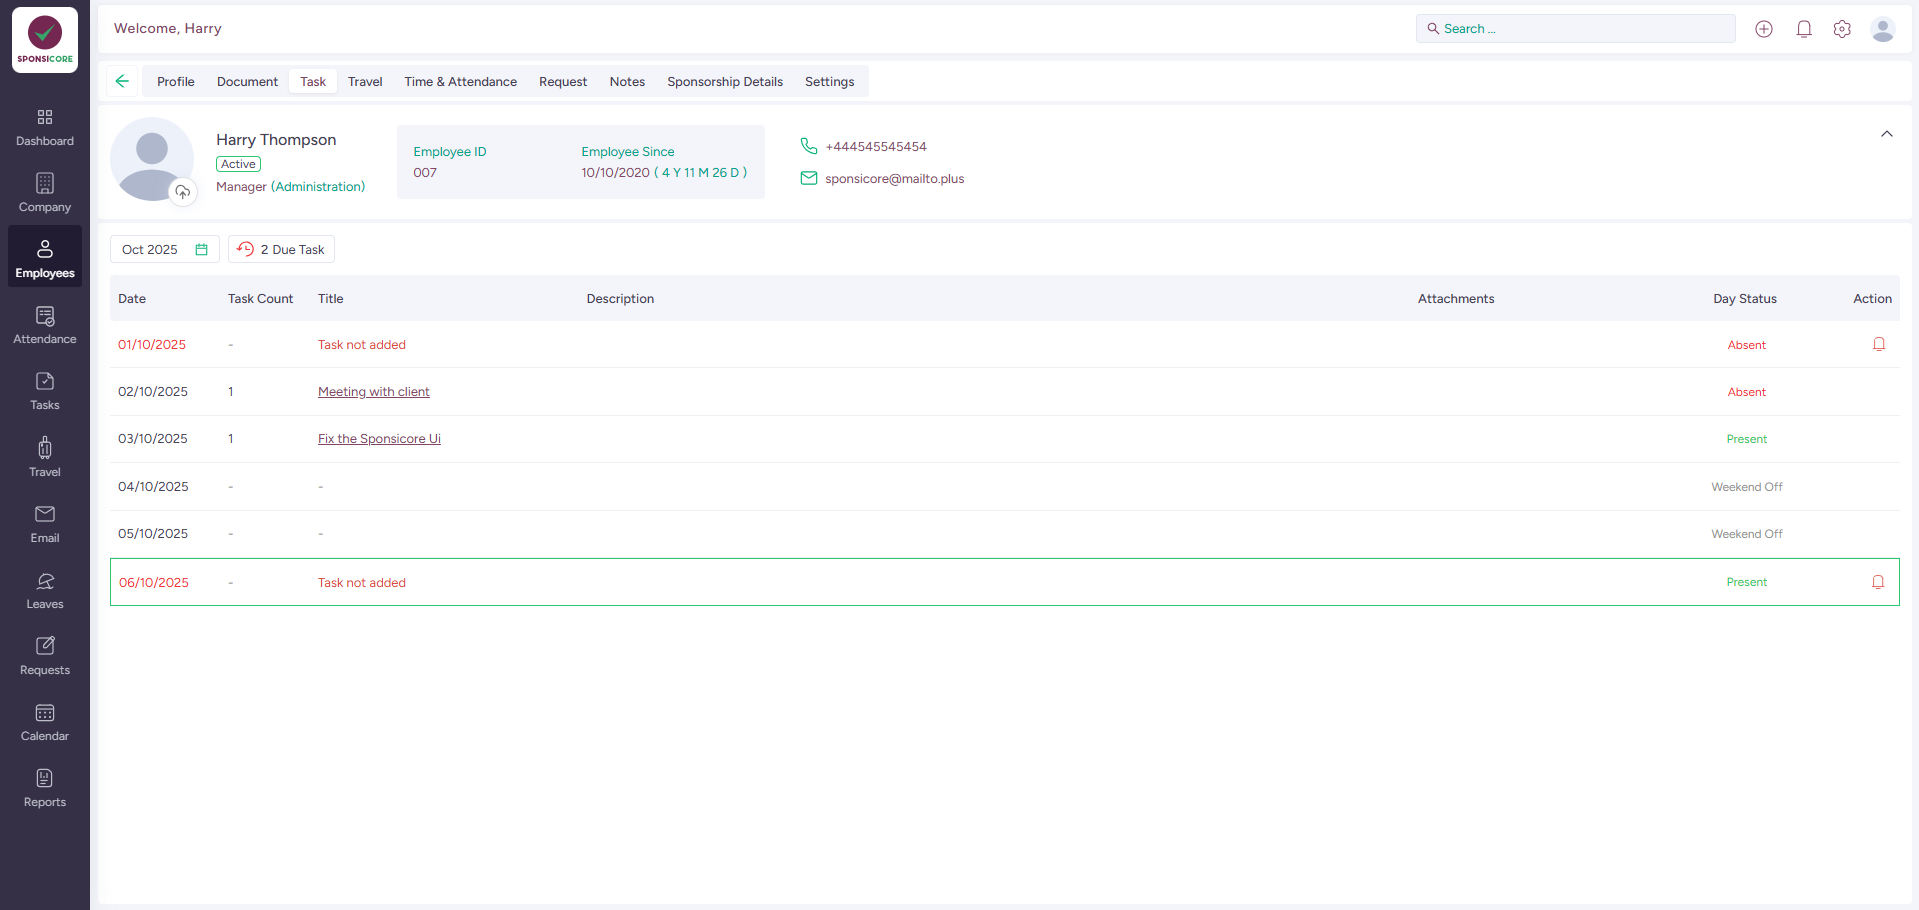 SPONSICORE
Welcome, Harry
Search ...
Profile Document Task Travel Time & Attendance Request Notes Sponsorship Details Settings
Dashboard
Company
Employees
Attendance
Tasks
Travel
Email
Leaves
Requests
Calendar
Reports
Harry Thompson
Active
Manager (Administration)
Employee ID
007
Employee Since
10/10/2020 ( 4 Y 11 M 26 D )
+444545545454
sponsicore@mailto.plus
Oct 2025
2 Due Task
Date Task Count Title Description Attachments Day Status Action
01/10/2025 - Task not added Absent
02/10/2025 1 Meeting with client Absent
03/10/2025 1 Fix the Sponsicore Ui Present
04/10/2025 - - Weekend Off
05/10/2025 - - Weekend Off
06/10/2025 - Task not added Present